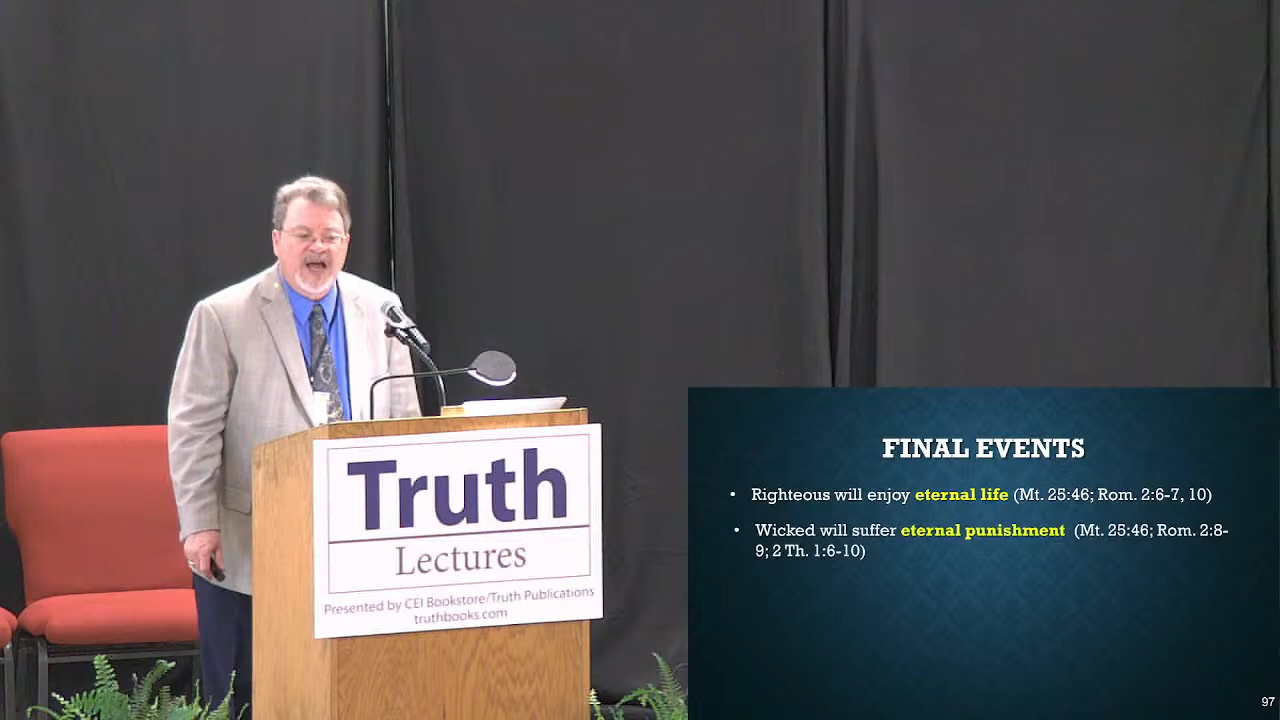 Truth
Lectures
Presented by CEI Bookstore/Truth Publications
truthbooks.com
FINAL EVENTS
• Righteous will enjoy eternal life (Mt. 25:46; Rom. 2:6-7, 10)
• Wicked will suffer eternal punishment (Mt. 25:46; Rom. 2:8-
9; 2 Th. 1:6-10)
97